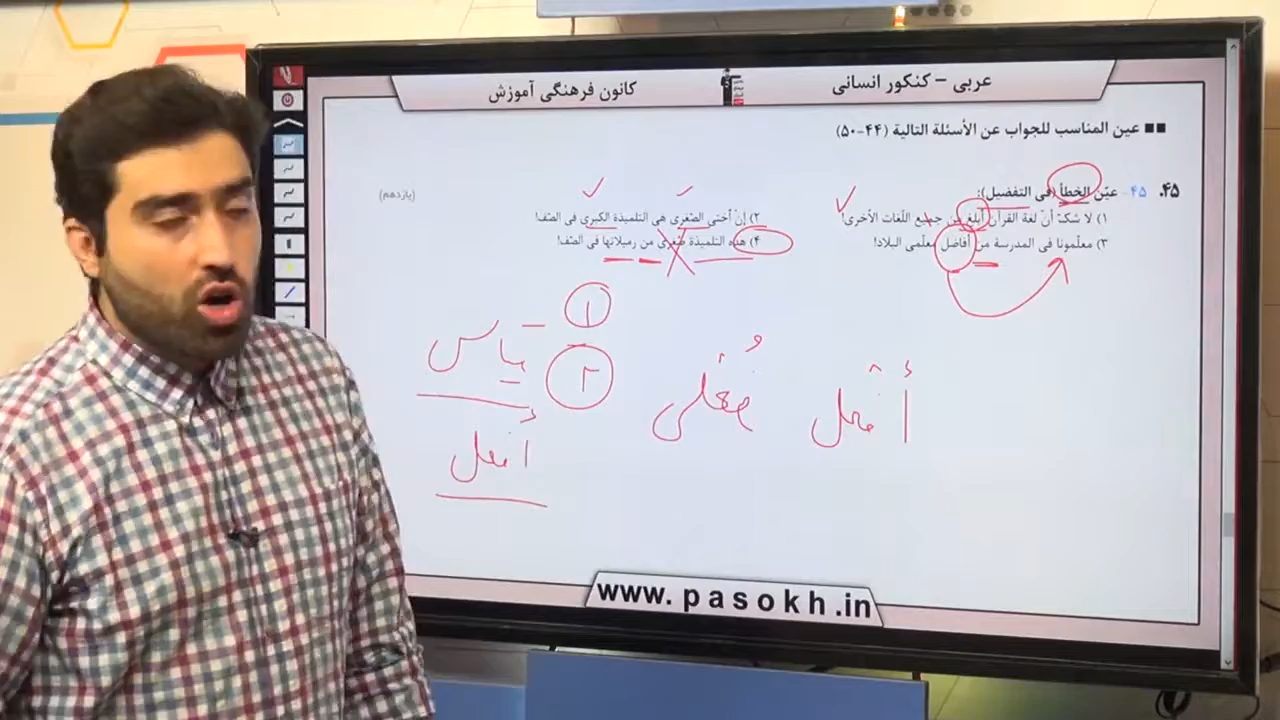 عربی - کنکور انسانی
کانون فرهنگی آموزش
عین المناسب للجواب عن الأسئلة التالیة (۴۴-۵۰)
۴۵. ۴۵- عیّن الخطأ (فی التفضیل):
(یازدهم)
۱) لا شکّ أنّ لغة القرآن أبلغ من جمیع اللّغات الأخری!
۲) إنّ أختی الصّغری هی التلمیذة الکبری فی الصّف!
۳) معلّمونا فی المدرسة من أفاضل معلّمی البلاد!
۴) هذه التلمیذة صُغری من زمیلاتها فی الصّف!
۱
۲ قیاس
أفعل فُعلی
أفعل
www.pasokh.in